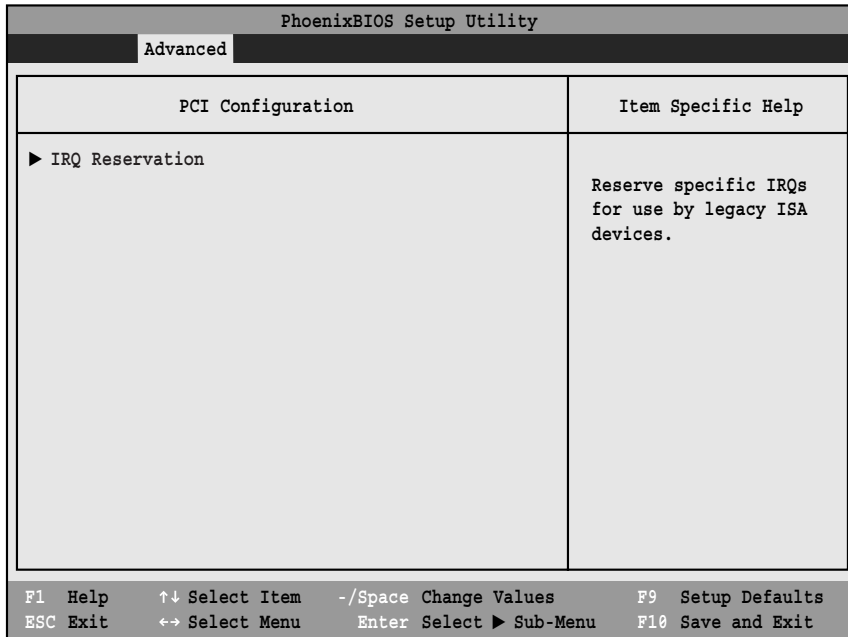 PhoenixBIOS Setup Utility
Advanced
PCI Configuration
Item Specific Help
▶ IRQ Reservation
Reserve specific IRQs
for use by legacy ISA
devices.
F1 Help ↑↓ Select Item -/Space Change Values F9 Setup Defaults
ESC Exit ←→ Select Menu Enter Select ▶ Sub-Menu F10 Save and Exit